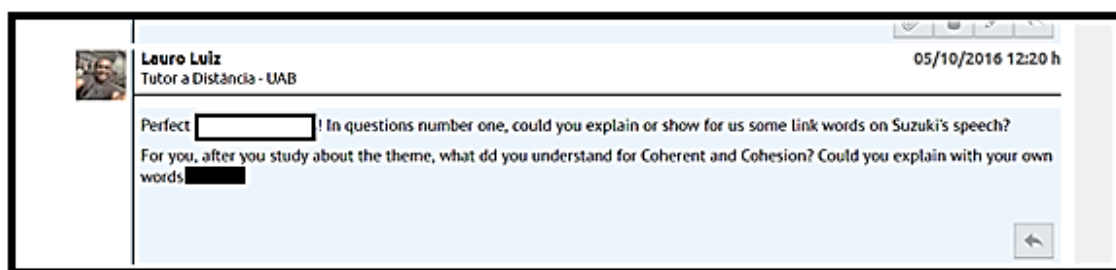 Lauro Luiz
05/10/2016 12:20 h
Tutor a Distância - UAB
Perfect ! In questions number one, could you explain or show for us some link words on Suzuki's speech?
For you, after you study about the theme, what dd you understand for Coherent and Cohesion? Could you explain with your own
words